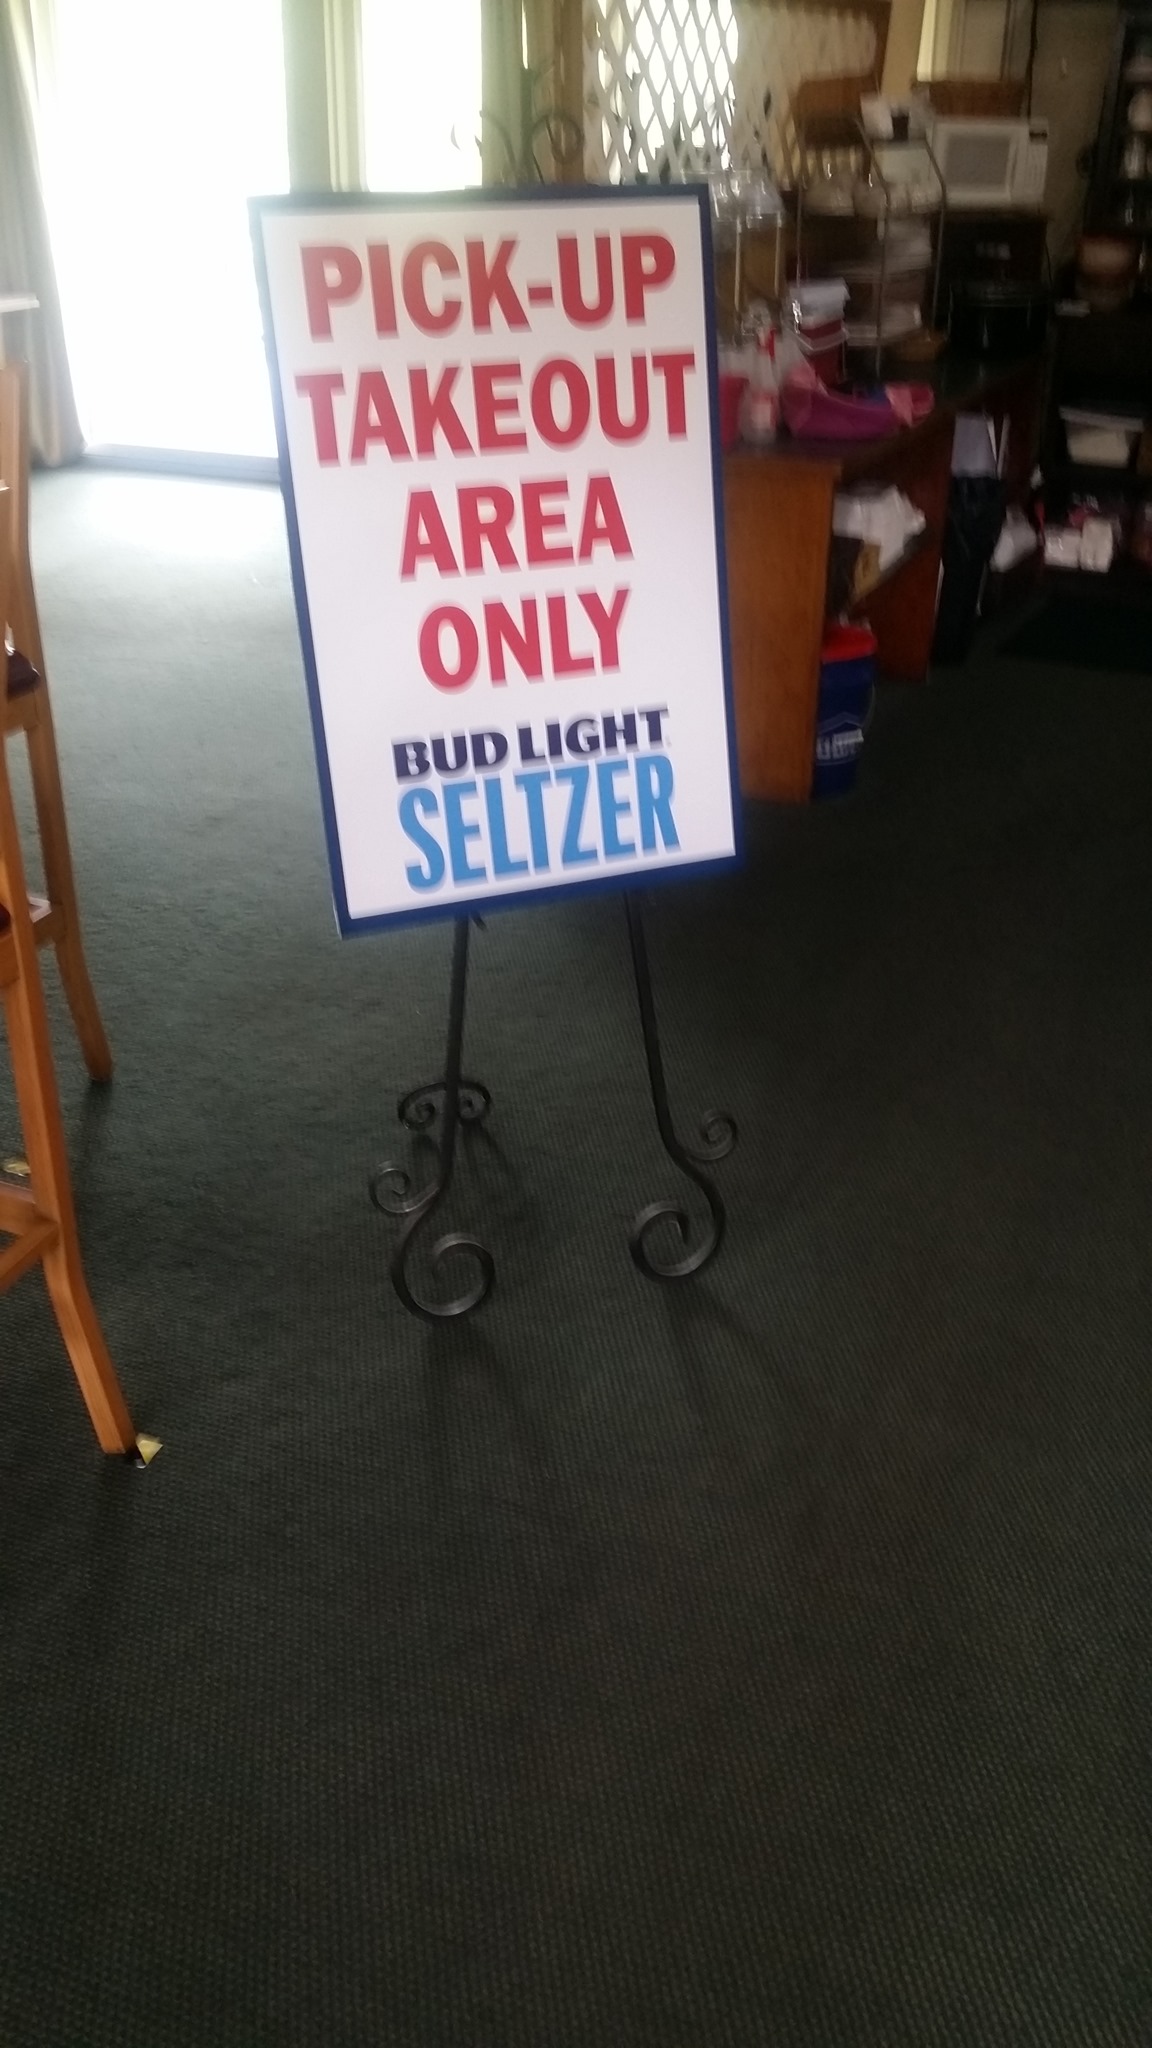 PICK-UP
TAKEOUT
AREA
ONLY
BUD LIGHT
SELTZER